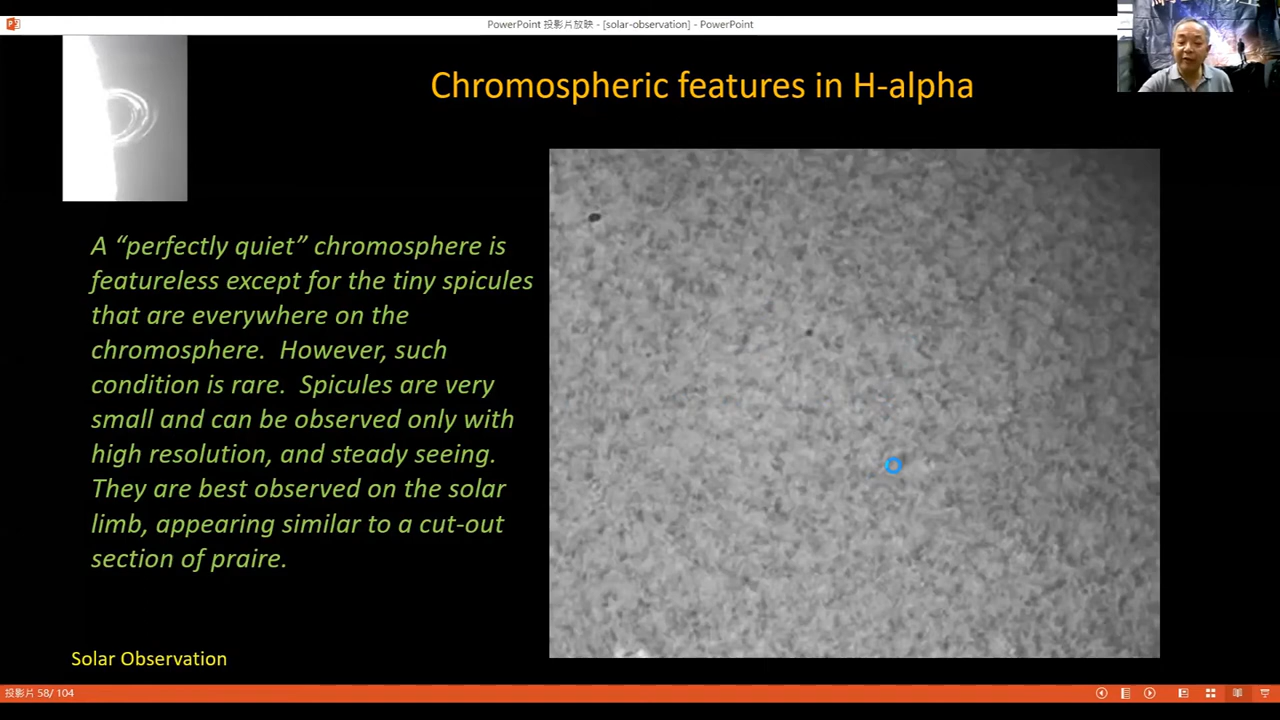 PowerPoint 投影片放映 - [solar-observation] - PowerPoint
Chromospheric features in H-alpha
A “perfectly quiet” chromosphere is
featureless except for the tiny spicules
that are everywhere on the
chromosphere.  However, such
condition is rare.  Spicules are very
small and can be observed only with
high resolution, and steady seeing.
They are best observed on the solar
limb, appearing similar to a cut-out
section of praire.
Solar Observation
投影片 58/ 104